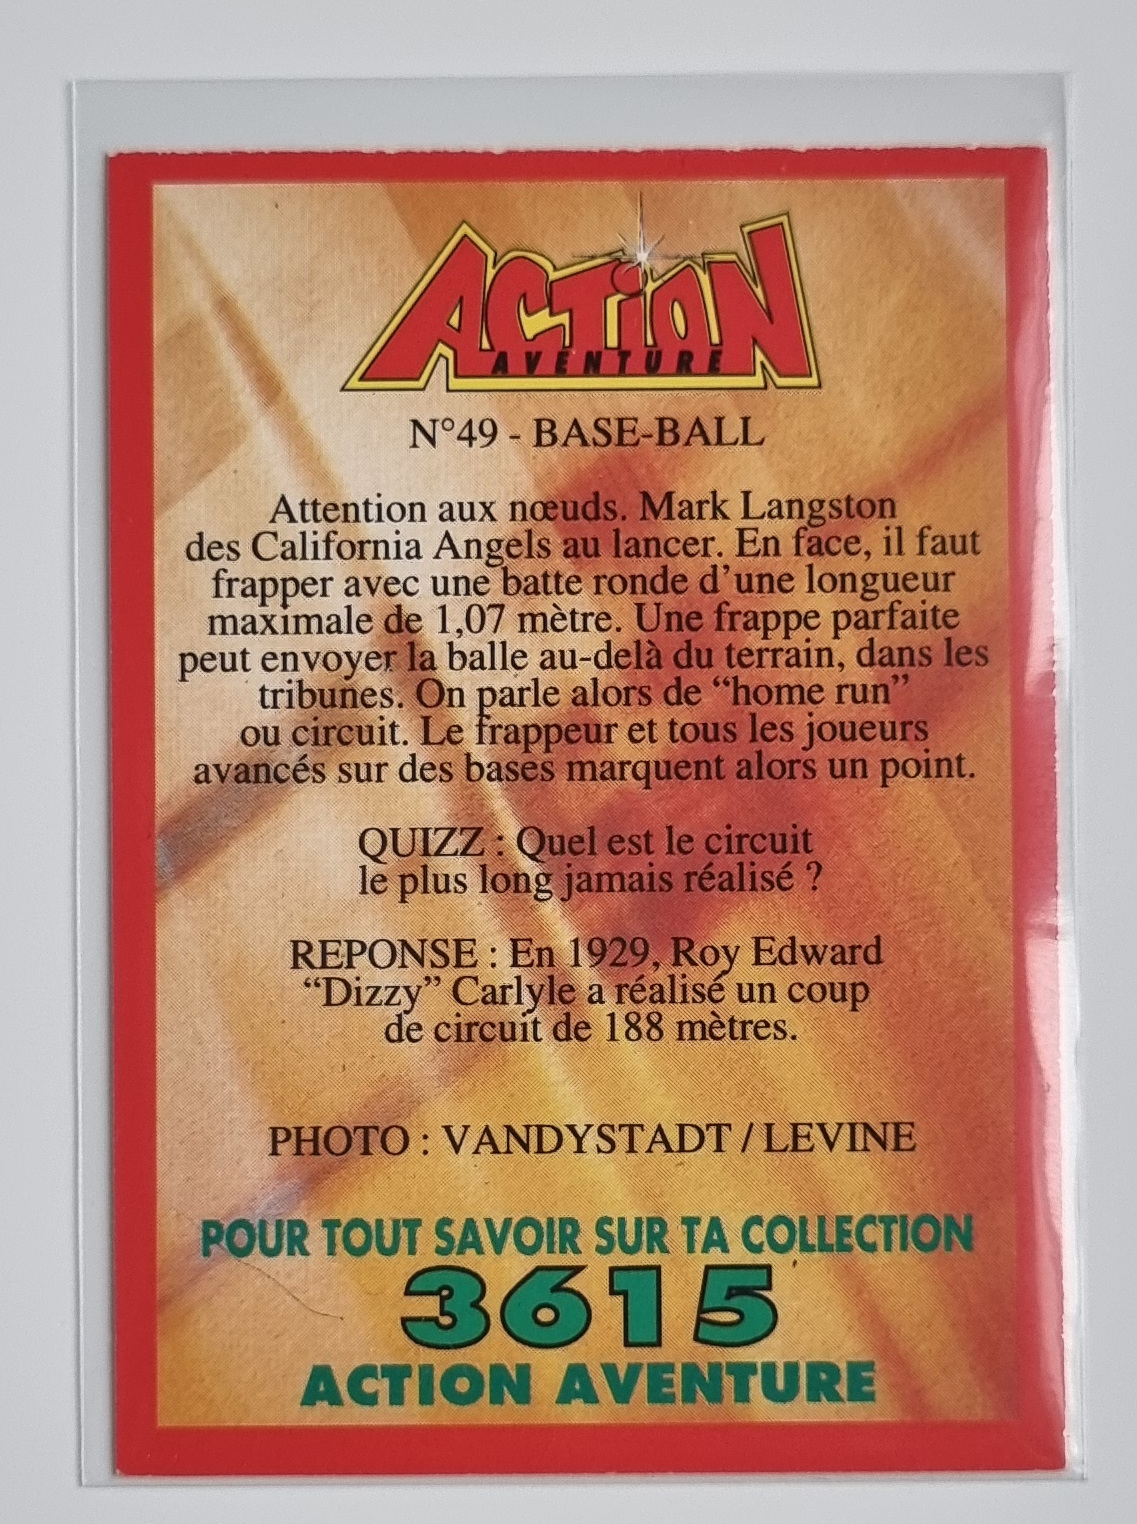 ACTION
AVENTURE
N°49 - BASE-BALL
Attention aux nœuds. Mark Langston
des California Angels au lancer. En face, il faut
frapper avec une batte ronde d’une longueur
maximale de 1,07 mètre. Une frappe parfaite
peut envoyer la balle au-delà du terrain, dans les
tribunes. On parle alors de “home run”
ou circuit. Le frappeur et tous les joueurs
avancés sur des bases marquent alors un point.
QUIZZ : Quel est le circuit
le plus long jamais réalisé ?
REPONSE : En 1929, Roy Edward
“Dizzy” Carlyle a réalisé un coup
de circuit de 188 mètres.
PHOTO : VANDYSTADT / LEVINE
POUR TOUT SAVOIR SUR TA COLLECTION
3615
ACTION AVENTURE